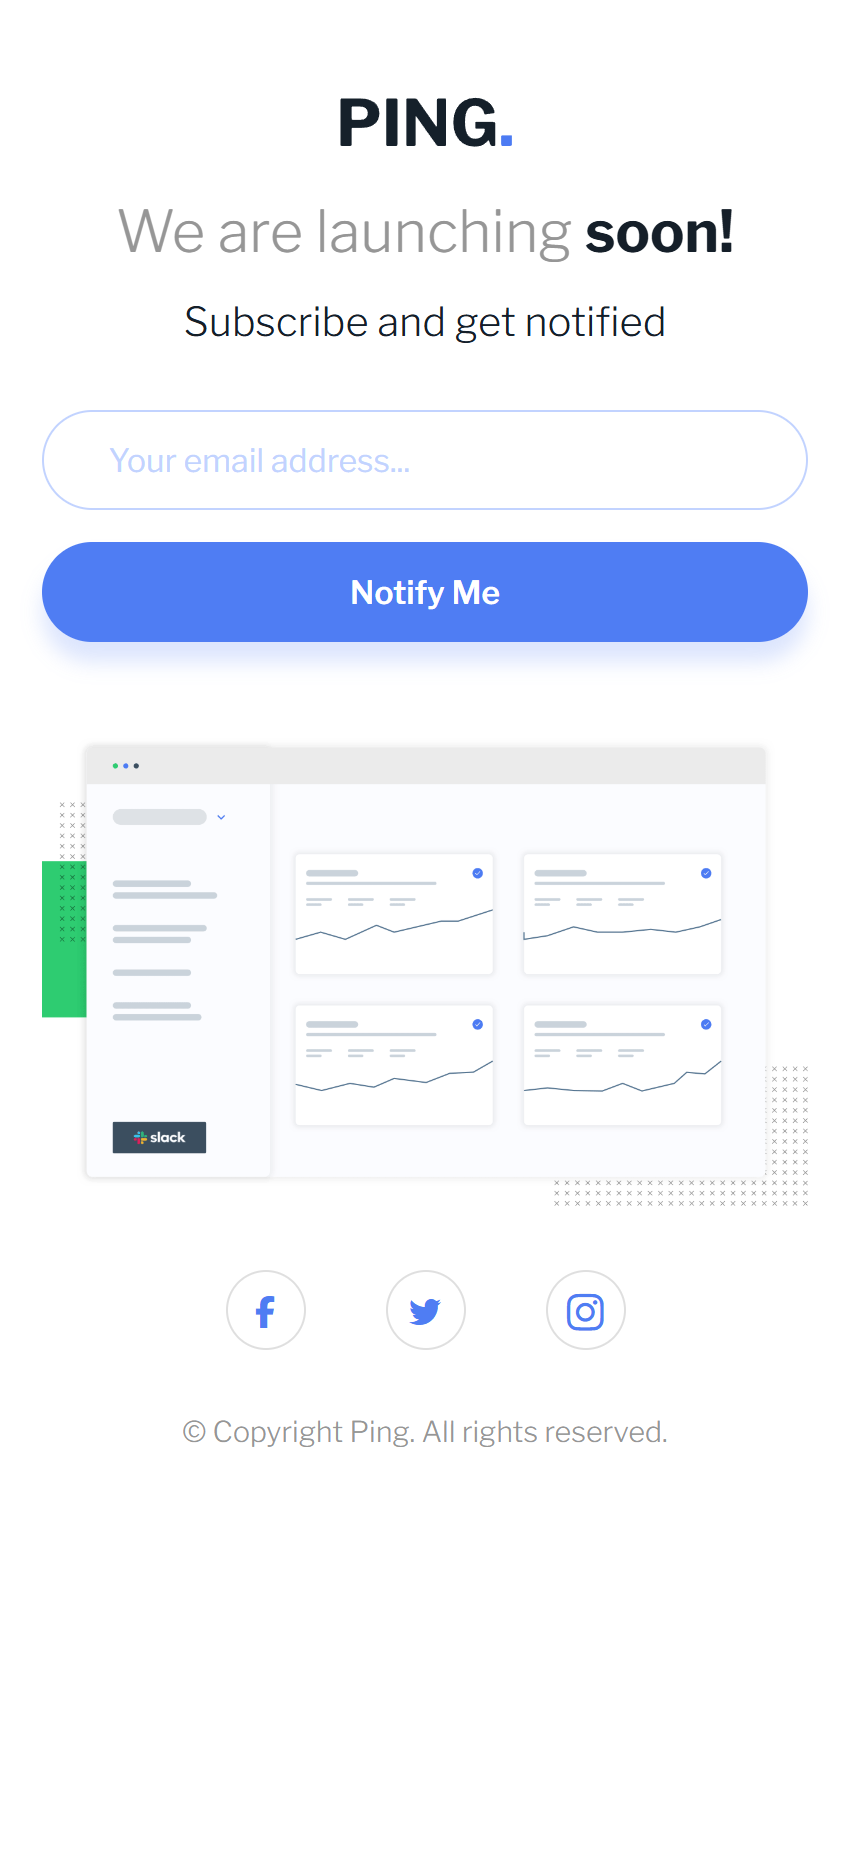 PING.
We are launching soon!
Subscribe and get notified
Your email address...
Notify Me
slack
© Copyright Ping. All rights reserved.